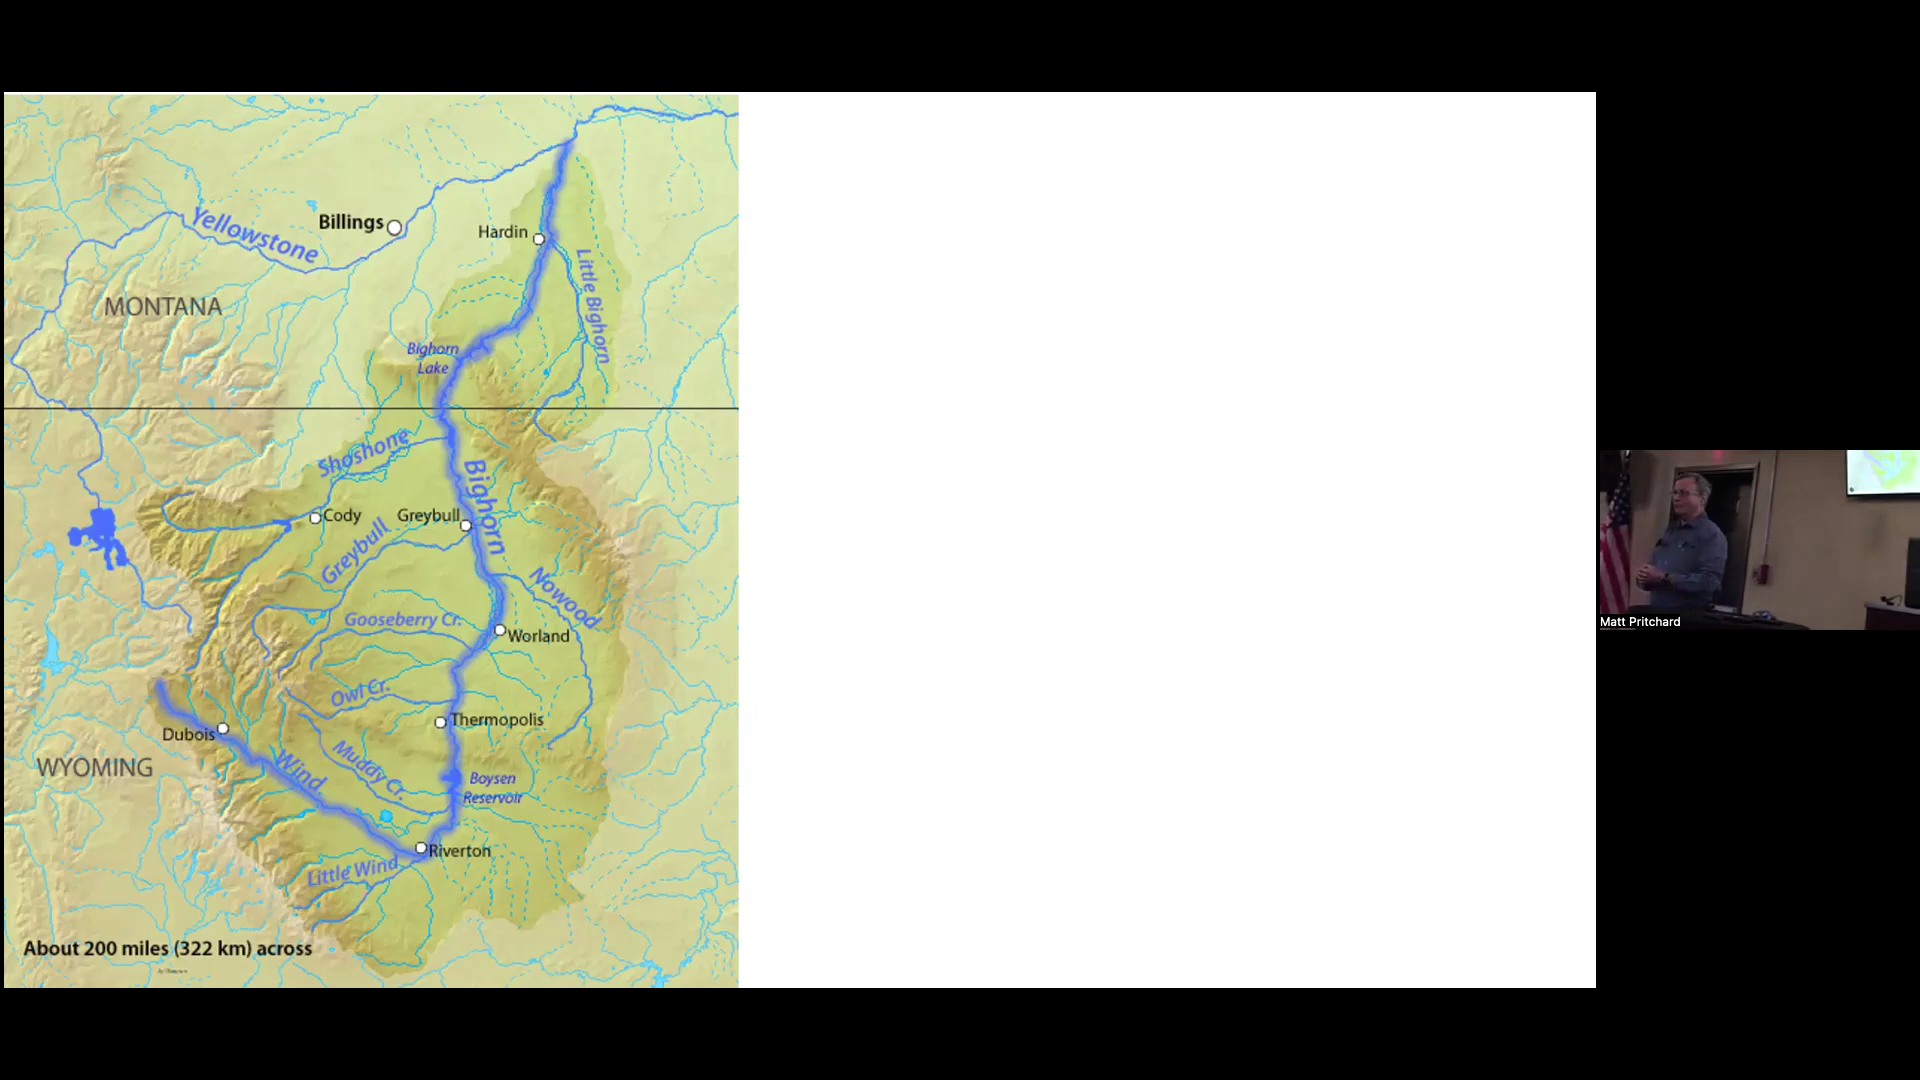 Yellowstone
Billings
Hardin
Little Bighorn
MONTANA
Bighorn
Lake
Shoshone
Bighorn
Cody
Greybull
Greybull
Nowood
Gooseberry Cr.
Worland
Owl Cr.
Thermopolis
Dubois
Wind
Muddy Cr.
WYOMING
Boysen
Reservoir
Riverton
Little Wind
About 200 miles (322 km) across
Matt Pritchard